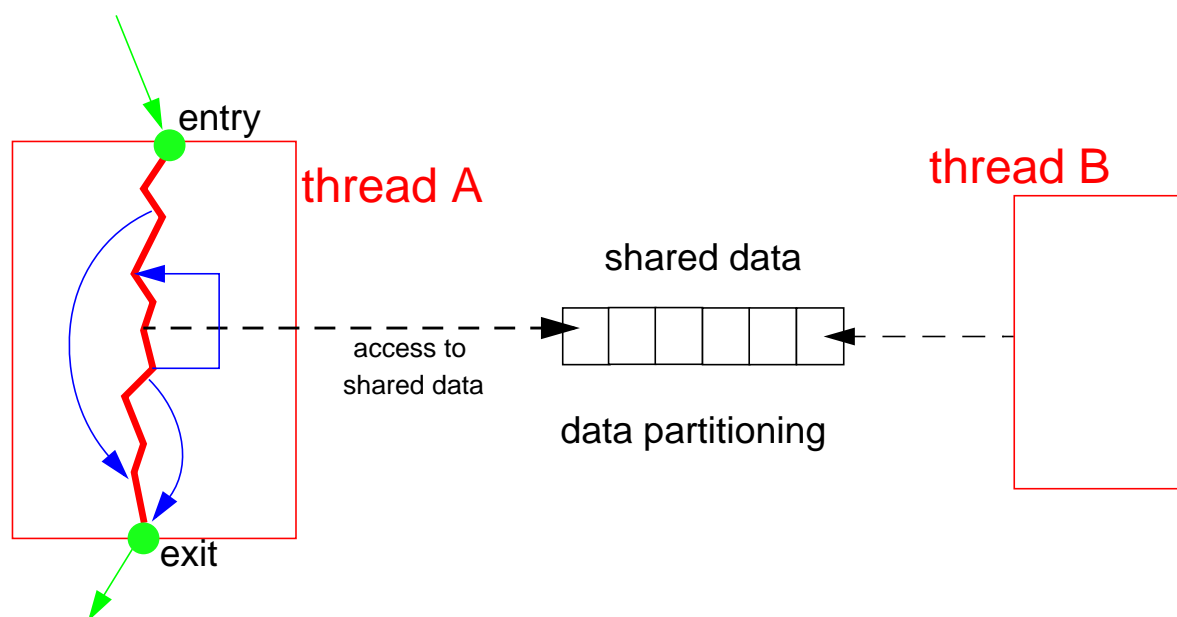 entry
thread A
thread B
shared data
access to
shared data
data partitioning
exit